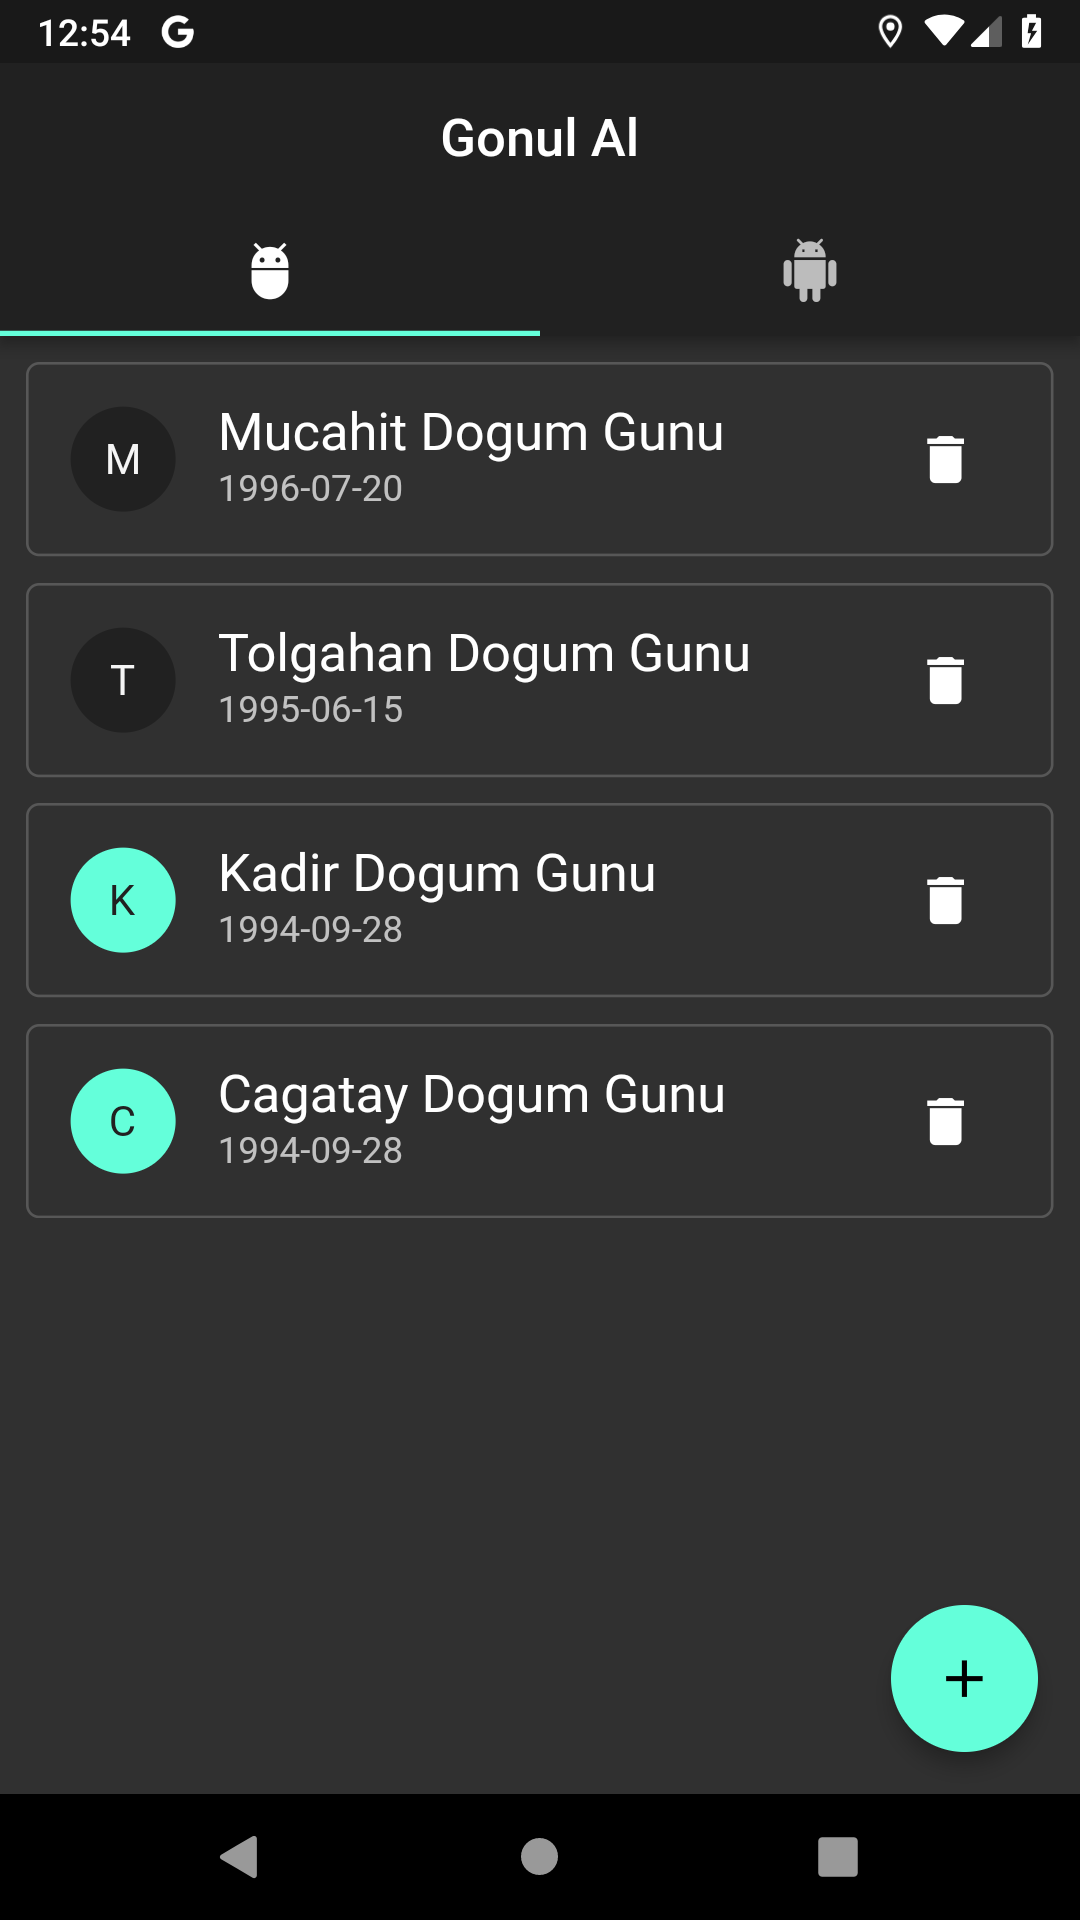 12:54 G
Gonul Al
M
Mucahit Dogum Gunu
1996-07-20
T
Tolgahan Dogum Gunu
1995-06-15
K
Kadir Dogum Gunu
1994-09-28
C
Cagatay Dogum Gunu
1994-09-28